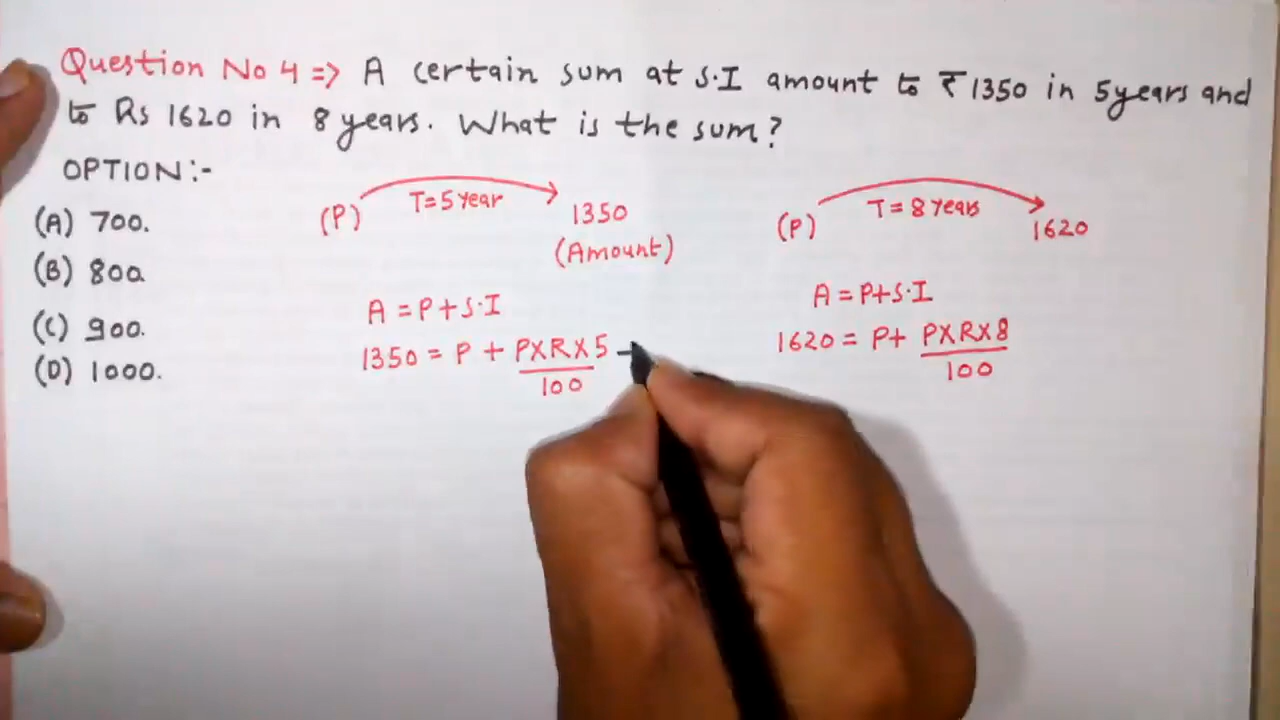 Question No 4 => A certain sum at S.I amount to ₹ 1350 in 5 years and
to Rs 1620 in 8 years. What is the sum?
OPTION:-
(A) 700.
(B) 800
(C) 900.
(D) 1000.
(P) T=5 Year 1350
(Amount)
A = P+S.I
1350 = P + PXRX5
100
(P) T= 8 Years 1620
A = P+S.I
1620 = P+ PXRX8
100